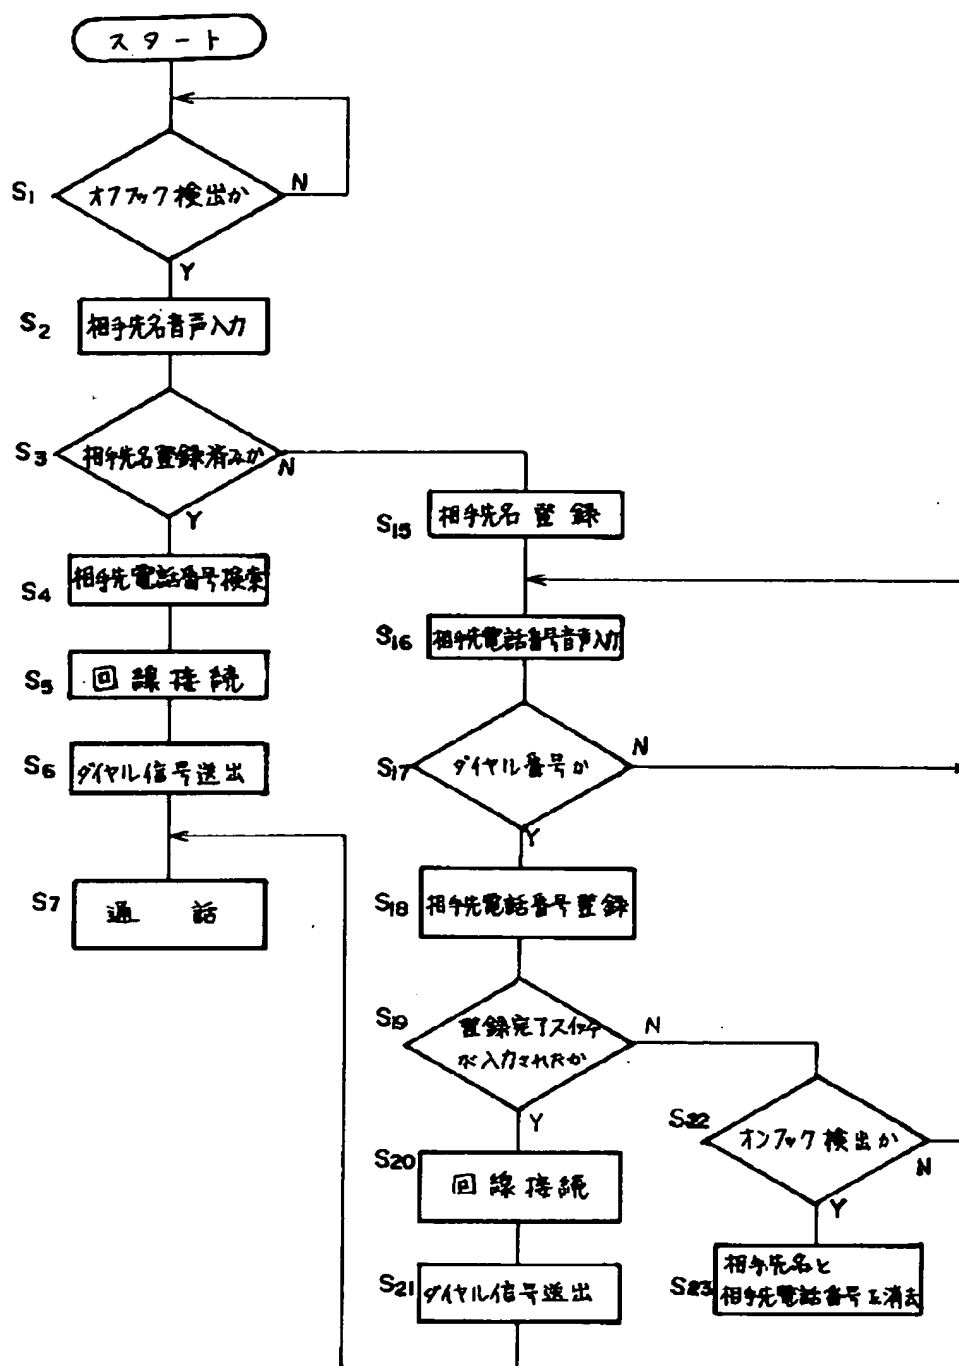 スタート
S1
オフフック検出か
N
Y
S2
相手先名音声入力
S3
相手先名登録済みか
N
Y
S4
相手先電話番号検索
S5
回線接続
S6
ダイヤル信号送出
S7
通話
S15
相手先名登録
S16
相手先電話番号音声入力
S17
ダイヤル番号か
N
Y
S18
相手先電話番号登録
S19
登録完了スイッチ
が入力されたか
N
Y
S20
回線接続
S21
ダイヤル信号送出
S22
オンフック検出か
N
Y
S23
相手先名と
相手先電話番号を消去